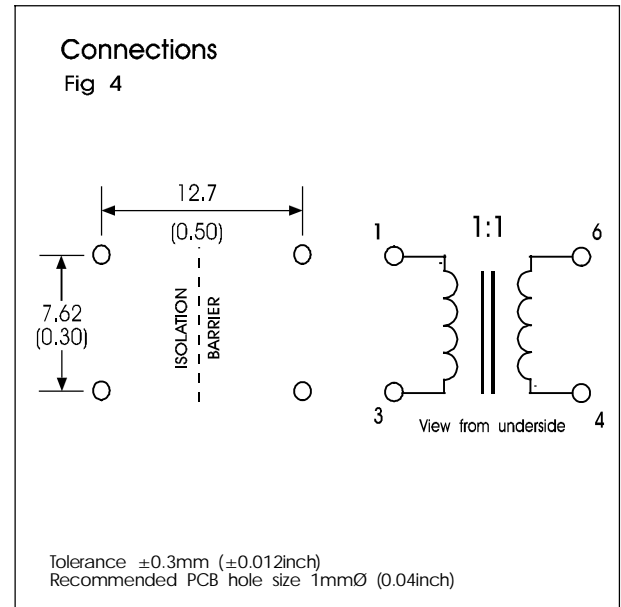 Connections
Fig 4
12.7
(0.50)
7.62
(0.30)
ISOLATION
BARRIER
1
1:1
6
3
View from underside
4
Tolerance ±0.3mm (±0.012inch)
Recommended PCB hole size 1mmØ (0.04inch)